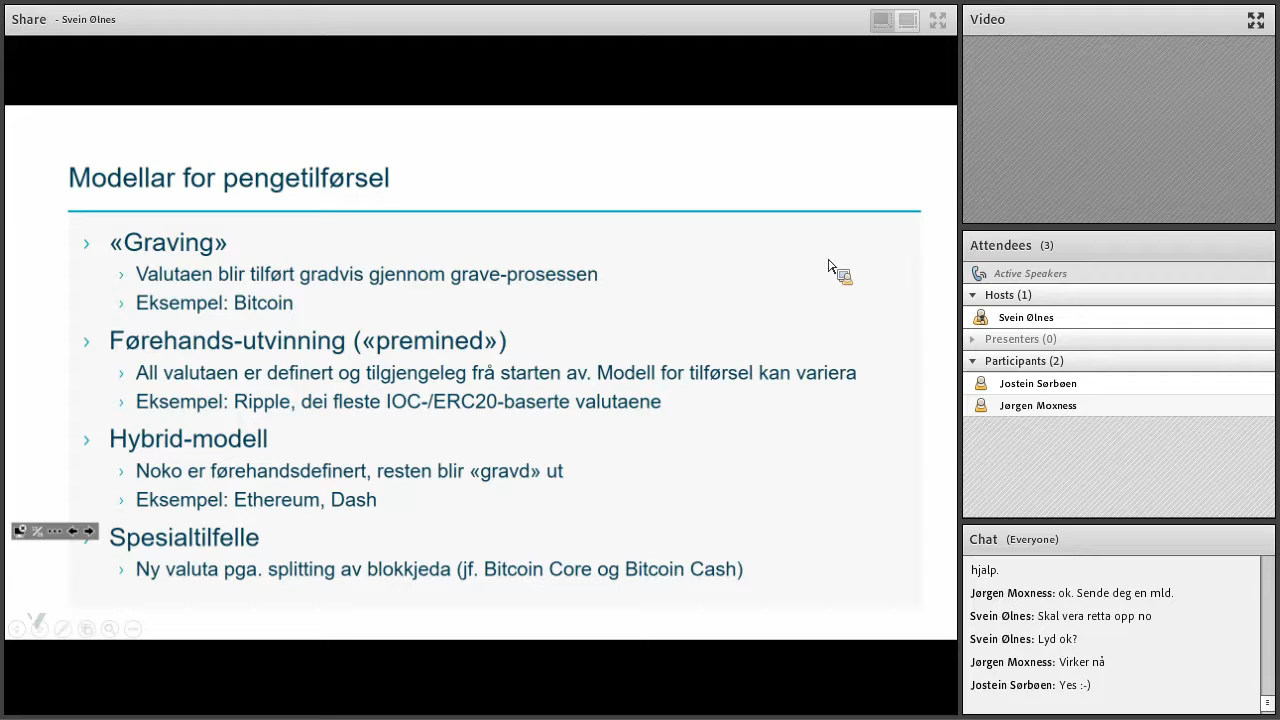 Share - Svein Ølnes
Modellar for pengetilførsel
«Graving»
Valutaen blir tilført gradvis gjennom grave-prosessen
Eksempel: Bitcoin
Førehands-utvinning («premined»)
All valutaen er definert og tilgjengeleg frå starten av. Modell for tilførsel kan variera
Eksempel: Ripple, dei fleste IOC-/ERC20-baserte valutaene
Hybrid-modell
Noko er førehandsdefinert, resten blir «gravd» ut
Eksempel: Ethereum, Dash
Spesialtilfelle
Ny valuta pga. splitting av blokkjeda (jf. Bitcoin Core og Bitcoin Cash)
Video
Attendees (3)
Active Speakers
Hosts (1)
Svein Ølnes
Presenters (0)
Participants (2)
Jostein Sørbøen
Jørgen Moxness
Chat (Everyone)
hjalp.
Jørgen Moxness: ok. Sende deg en mld.
Svein Ølnes: Skal vera retta opp no
Svein Ølnes: Lyd ok?
Jørgen Moxness: Virker nå
Jostein Sørbøen: Yes :-)